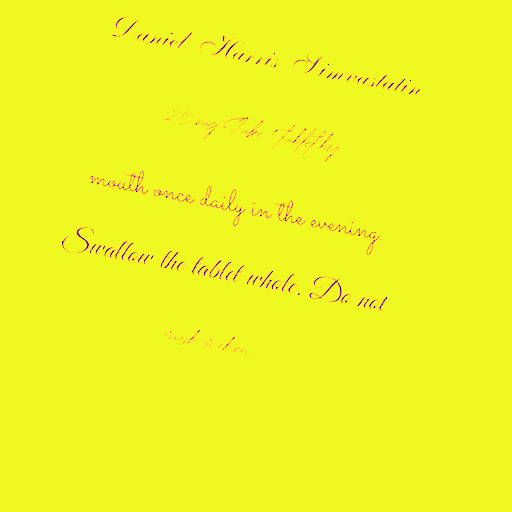 Daniel Harris Simvastatin
20 mg Take 1 tablet by
mouth once daily in the evening.
Swallow the tablet whole. Do not
crush or chew